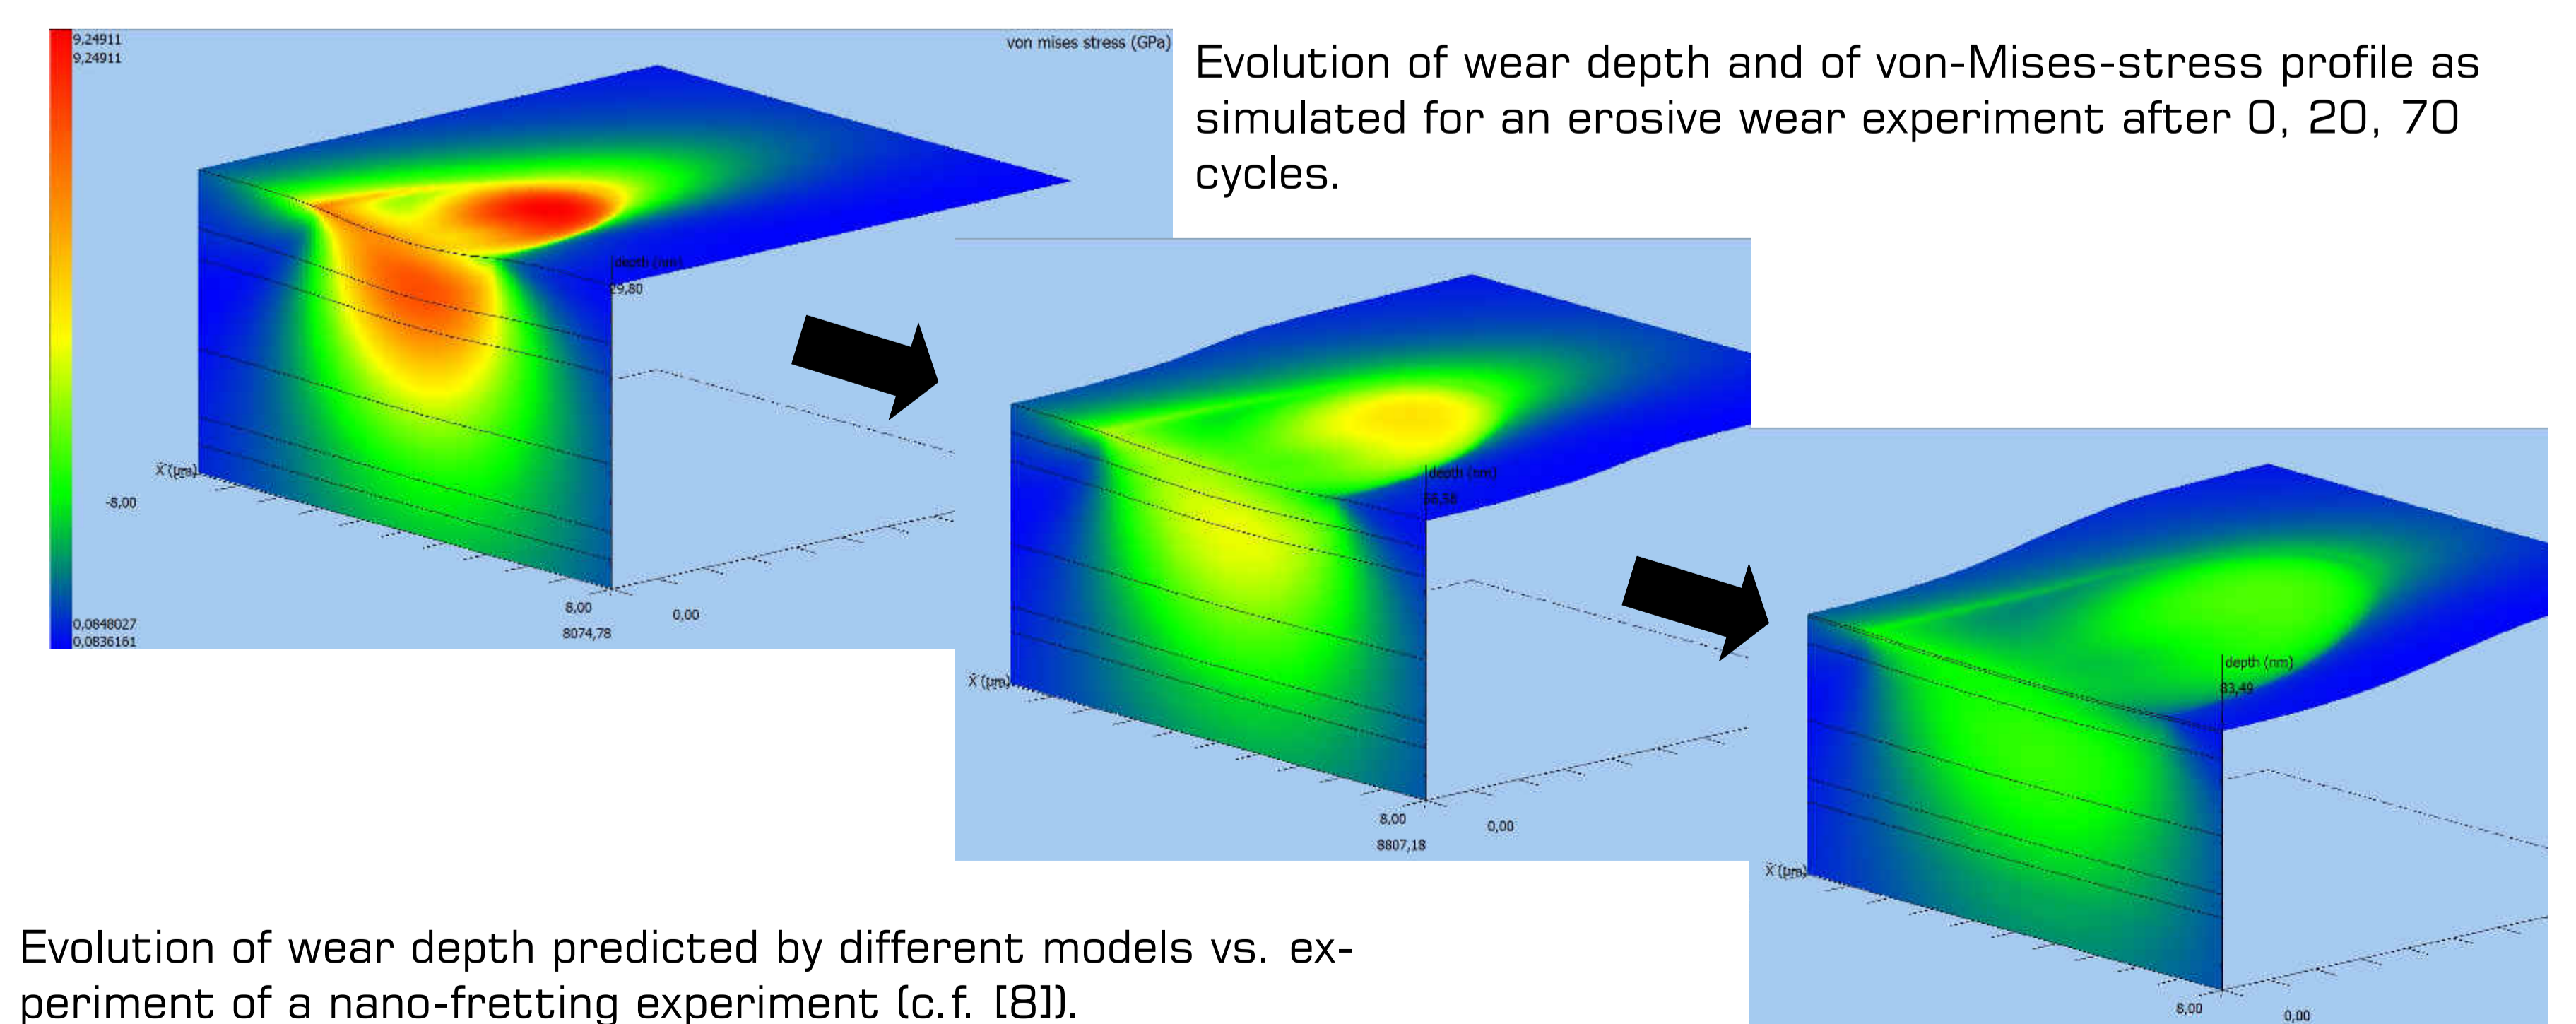 9,24911
9,24911
von mises stress (GPa)
Evolution of wear depth and of von-Mises-stress profile as
simulated for an erosive wear experiment after 0, 20, 70
cycles.
depth (nm)
29,80
X (µm)
-8,00
8,00
0,00
8074,78
0,0848027
0,0836161
depth (nm)
X (µm)
8,00
0,00
8807,18
depth (nm)
83,49
X (µm)
8,00
0,00
Evolution of wear depth predicted by different models vs. ex-
periment of a nano-fretting experiment (c.f. [8]).